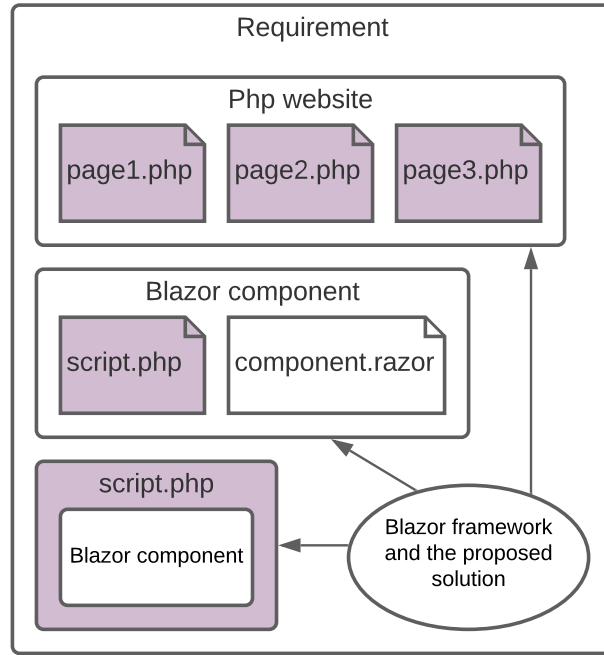 Requirement
Php website
page1.php
page2.php
page3.php
Blazor component
script.php
component.razor
script.php
Blazor component
Blazor framework
and the proposed
solution